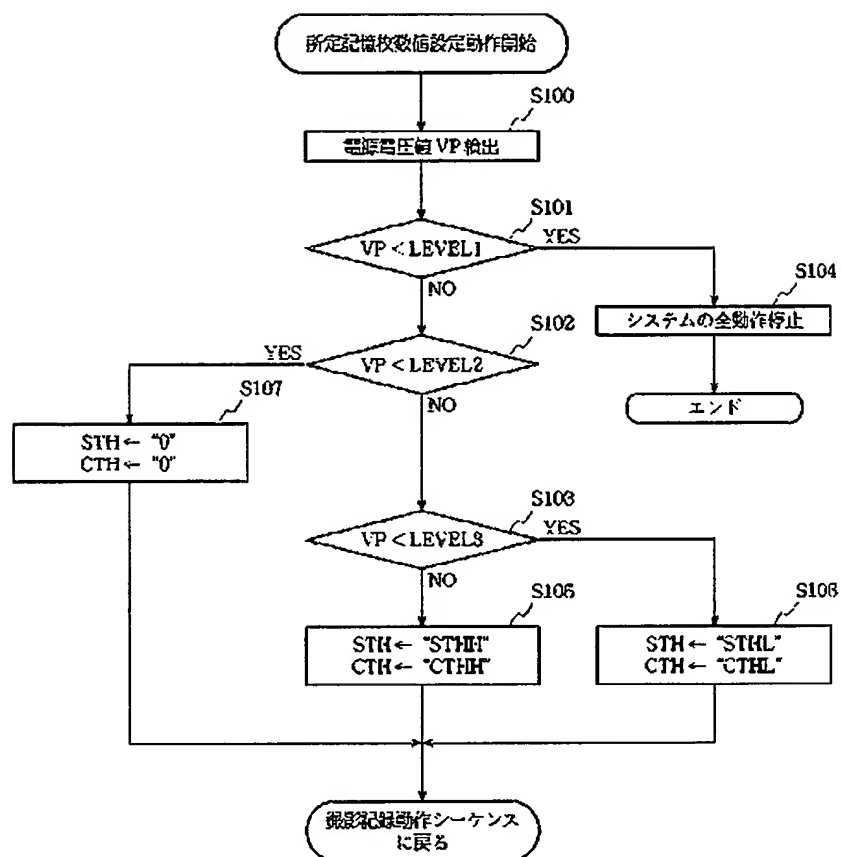 所定記憶枚数値設定動作開始
S100
電源電圧値 VP 検出
S101
VP < LEVEL1
YES
NO
S104
システムの全動作停止
エンド
S102
VP < LEVEL2
YES
NO
S107
STH ← "0"
CTH ← "0"
S103
VP < LEVEL3
YES
NO
S105
STH ← "STHH"
CTH ← "CTHH"
S106
STH ← "STHL"
CTH ← "CTHL"
撮影記録動作シーケンス
に戻る